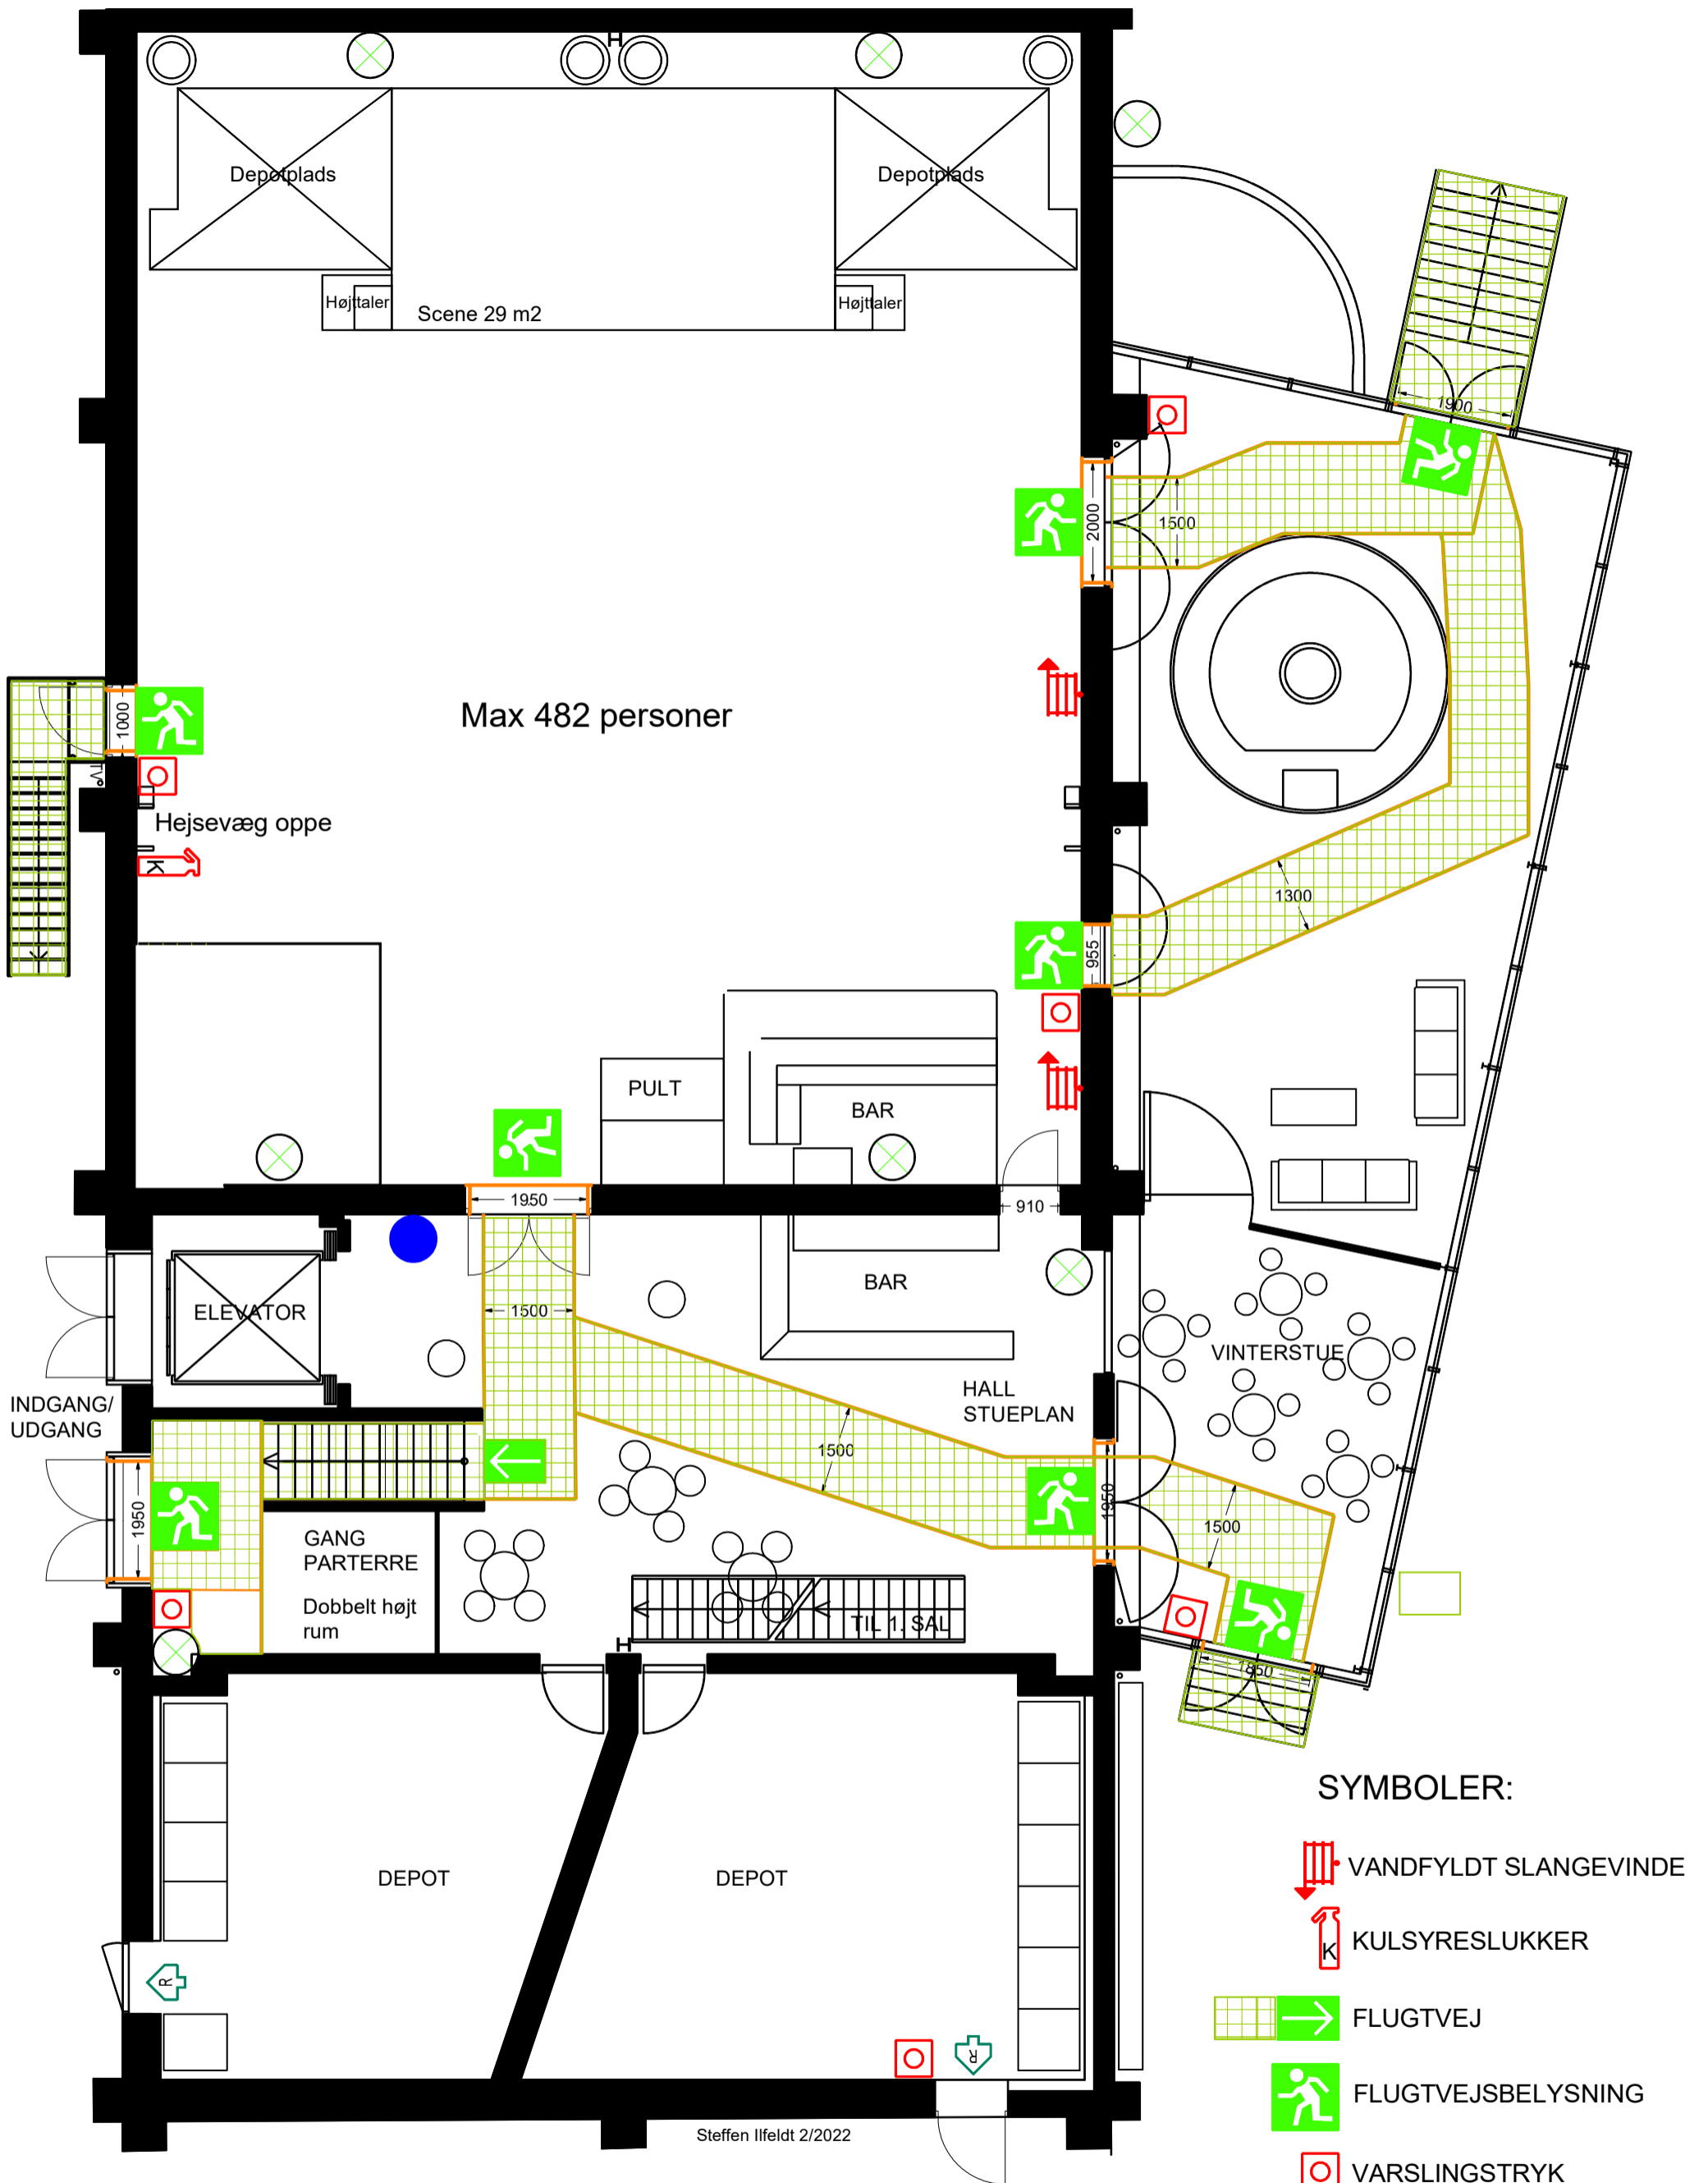 H
Depotplads
Depotplads
Højttaler
Scene 29 m2
Højttaler
1900
2000
1500
1000
Max 482 personer
TV
Hejsevæg oppe
K
1300
955
PULT
BAR
1950
910
ELEVATOR
1500
BAR
VINTERSTUE
INDGANG/
UDGANG
HALL
STUEPLAN
1500
1950
1950
1500
GANG
PARTERRE
Dobbelt højt
rum
TIL 1. SAL
H
1850
SYMBOLER:
VANDFYLDT SLANGEVINDE
DEPOT
DEPOT
K
KULSYRESLUKKER
R
FLUGTVEJ
R
FLUGTVEJSBELYSNING
Steffen Ilfeldt 2/2022
VARSLINGSTRYK